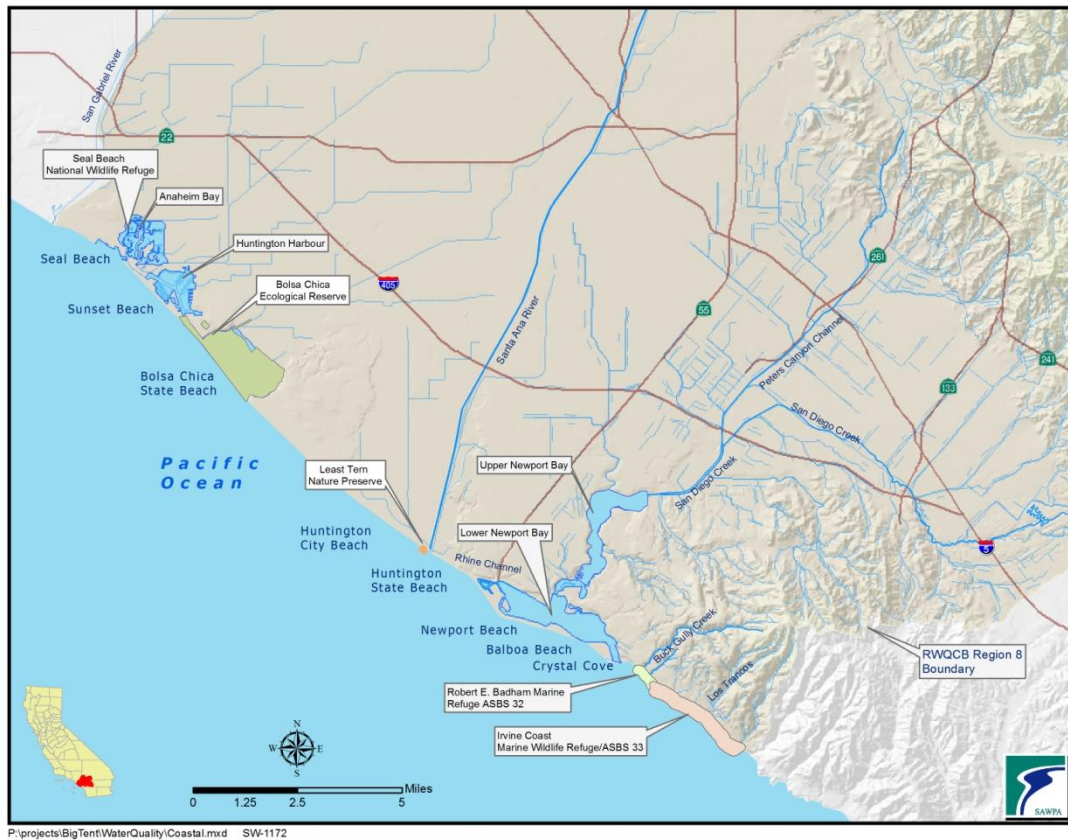 San Gabriel River
22
Seal Beach
National Wildlife Refuge
Anaheim Bay
Seal Beach
Huntington Harbour
Sunset Beach
Bolsa Chica
Ecological Reserve
Bolsa Chica
State Beach
405
Santa Ana River
55
261
Peters Canyon Channel
241
133
San Diego Creek
Pacific
Ocean
Least Tern
Nature Preserve
Upper Newport Bay
San Diego Creek
Lower Newport Bay
5
Huntington
City Beach
Rhine Channel
Huntington
State Beach
Newport Beach
Balboa Beach
Crystal Cove
Buck Gully Creek
Los Trancos
RWQCB Region 8
Boundary
Robert E. Badham Marine
Refuge ASBS 32
Irvine Coast
Marine Wildlife Refuge/ASBS 33
N
W
E
S
Miles
0
1.25
2.5
5
SAWPA
P:\projects\BigTent\WaterQuality\Coastal.mxd SW-1172